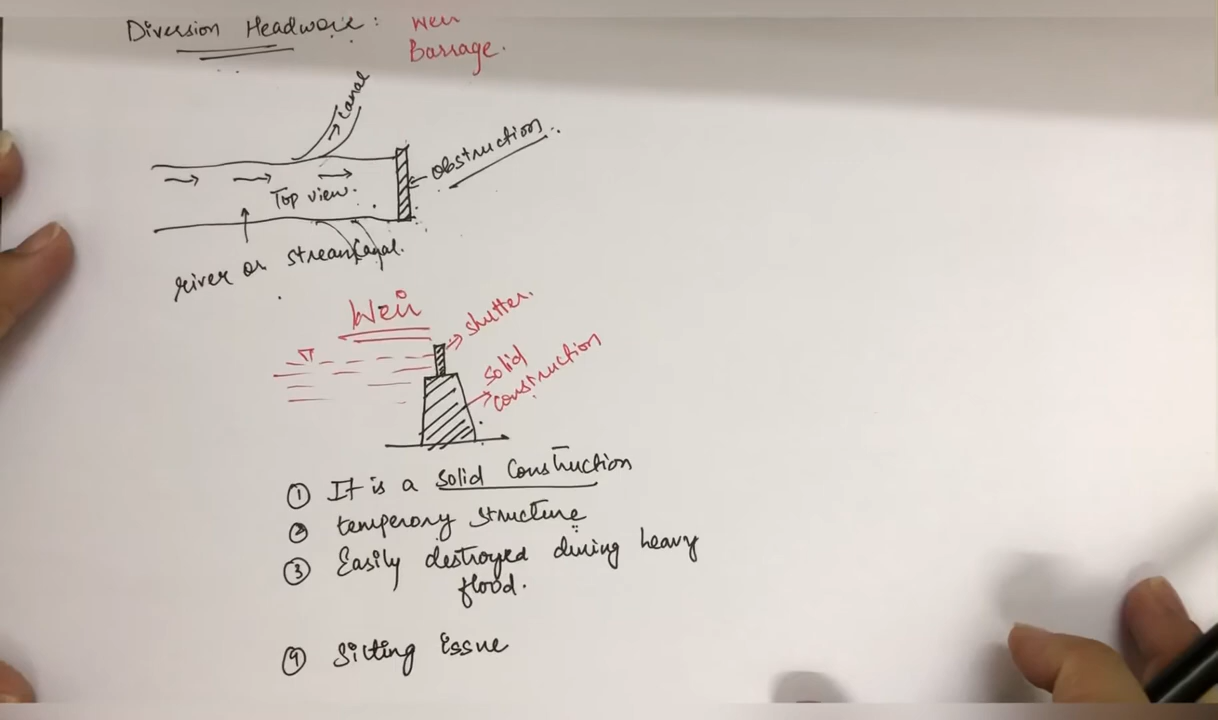 Diversion Headwork: Weir
Barrage.
Canal
obstruction.
Top view.
river or stream
Canal.
Weir
shutter.
solid
construction
① It is a solid Construction
② temperory structure
③ Easily destroyed during heavy
flood.
④ Silting issue